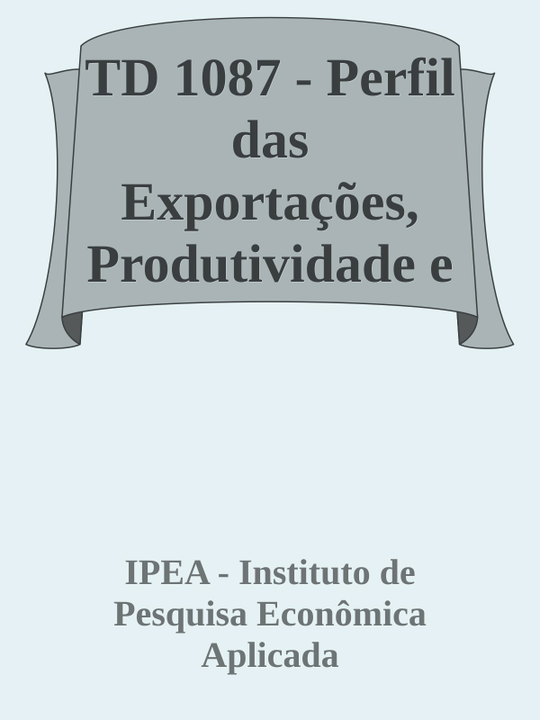 TD 1087 - Perfil
das
Exportações,
Produtividade e
IPEA - Instituto de
Pesquisa Econômica
Aplicada